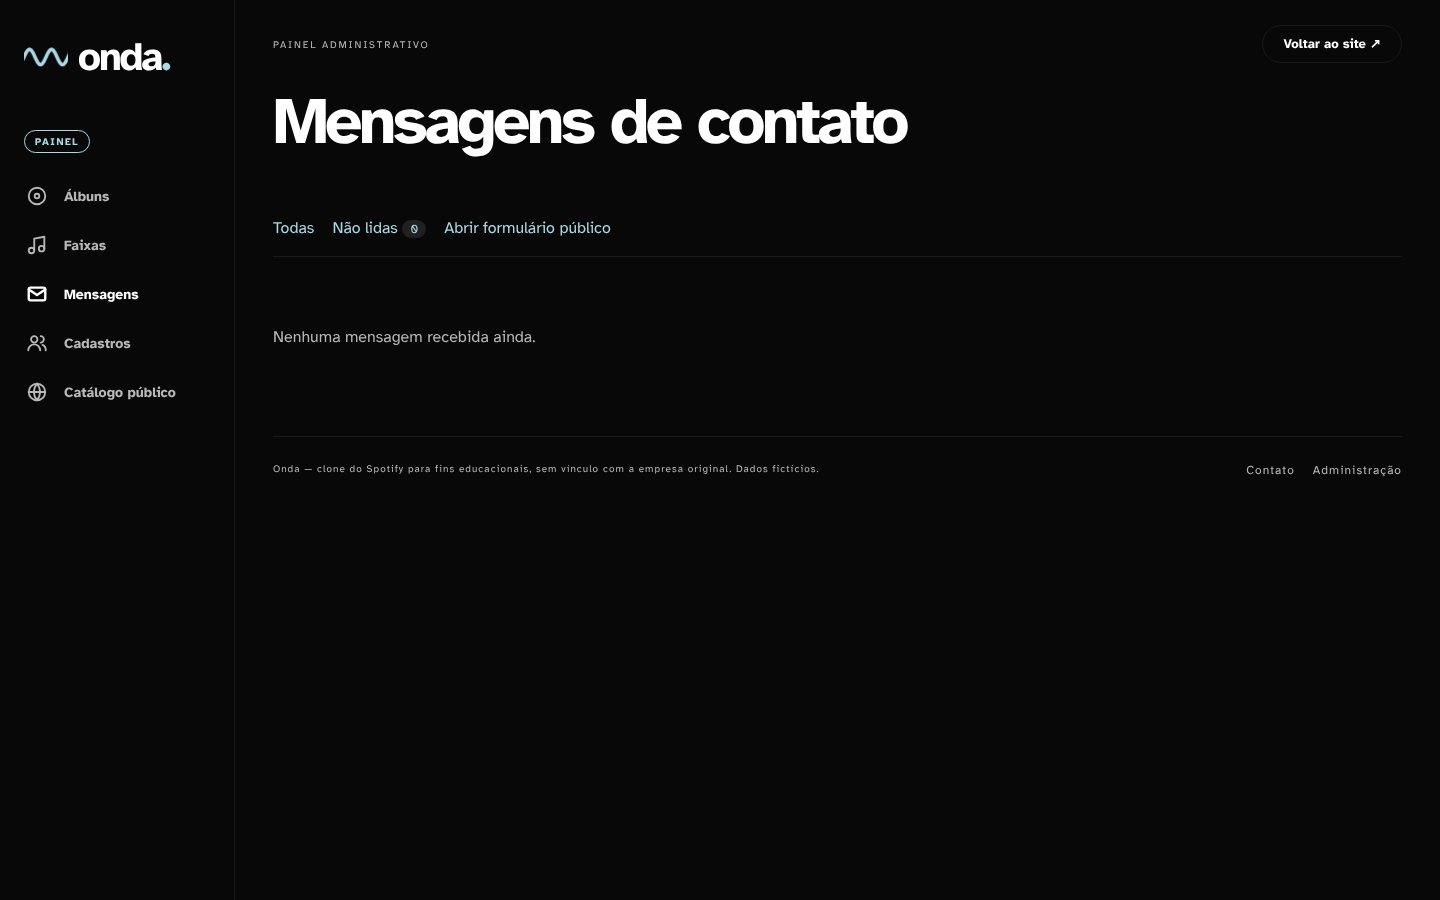 onda.
PAINEL
Álbuns
Faixas
Mensagens
Cadastros
Catálogo público
PAINEL ADMINISTRATIVO
Voltar ao site ↗
Mensagens de contato
Todas Não lidas 0 Abrir formulário público
Nenhuma mensagem recebida ainda.
Onda — clone do Spotify para fins educacionais, sem vínculo com a empresa original. Dados fictícios.
Contato Administração